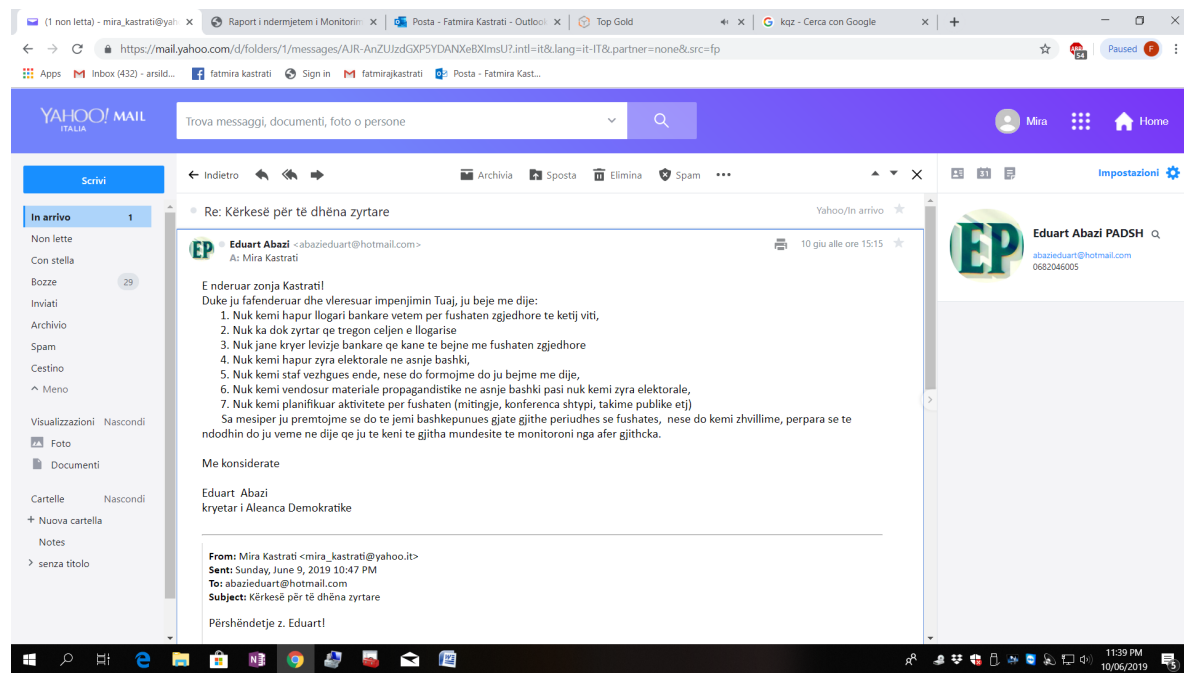 (1 non letta) - mira_kastrati@yah
Raport i ndermjetem i Monitorim
Posta - Fatmira Kastrati - Outlook
Top Gold
kqz - Cerca con Google
https://mail.yahoo.com/d/folders/1/messages/AJR-AnZUJzdGXP5YDANXeBXImsU?.intl=it&.lang=it-IT&.partner=none&.src=fp
Paused F
54
Apps Inbox (432) - arsild... fatmira kastrati Sign in fatmirajkastrati Posta - Fatmira Kast...
YAHOO! MAIL
ITALIA
Trova messaggi, documenti, foto o persone
Mira
Home
Scrivi
Indietro
Archivia Sposta Elimina Spam
31
Impostazioni
In arrivo 1
Non lette
Con stella
Bozze 29
Inviati
Archivio
Spam
Cestino
Meno
Visualizzazioni Nascondi
Foto
Documenti
Cartelle Nascondi
+ Nuova cartella
Notes
> senza titolo
Re: Kërkesë për të dhëna zyrtare
Yahoo/In arrivo
EP
Eduart Abazi <abazieduart@hotmail.com>
10 giu alle ore 15:15
A: Mira Kastrati
E nderuar zonja Kastrati!
Duke ju fafenderuar dhe vleresuar impenjimin Tuaj, ju beje me dije:
1. Nuk kemi hapur llogari bankare vetem per fushaten zgjedhore te ketij viti,
2. Nuk ka dok zyrtar qe tregon celjen e llogarise
3. Nuk jane kryer levizje bankare qe kane te bejne me fushaten zgjedhore
4. Nuk kemi hapur zyra elektorale ne asnje bashki,
5. Nuk kemi staf vezhgues ende, nese do formojme do ju bejme me dije,
6. Nuk kemi vendosur materiale propagandistike ne asnje bashki pasi nuk kemi zyra elektorale,
7. Nuk kemi planifikuar aktivitete per fushaten (mitingje, konferenca shtypi, takime publike etj)
Sa mesiper ju premtojme se do te jemi bashkepunues gjate gjithe periudhes se fushates, nese do kemi zhvillime, perpara se te
ndodhin do ju veme ne dije qe ju te keni te gjitha mundesite te monitoroni nga afer gjithcka.
Me konsiderate
Eduart Abazi
kryetar i Aleanca Demokratike
From: Mira Kastrati <mira_kastrati@yahoo.it>
Sent: Sunday, June 9, 2019 10:47 PM
To: abazieduart@hotmail.com
Subject: Kërkesë për të dhëna zyrtare
Përshëndetje z. Eduart!
EP
Eduart Abazi PADSH
abazieduart@hotmail.com
0682046005
11:39 PM
10/06/2019
5